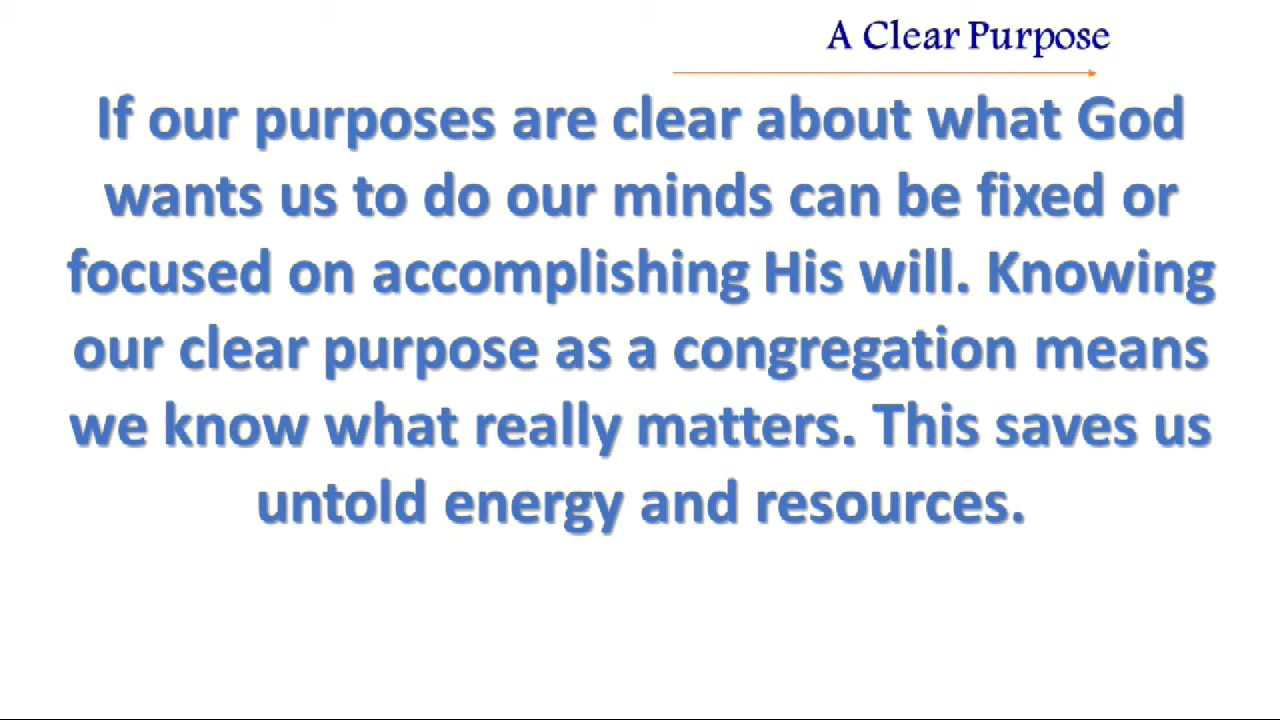 A Clear Purpose
If our purposes are clear about what God
wants us to do our minds can be fixed or
focused on accomplishing His will. Knowing
our clear purpose as a congregation means
we know what really matters. This saves us
untold energy and resources.